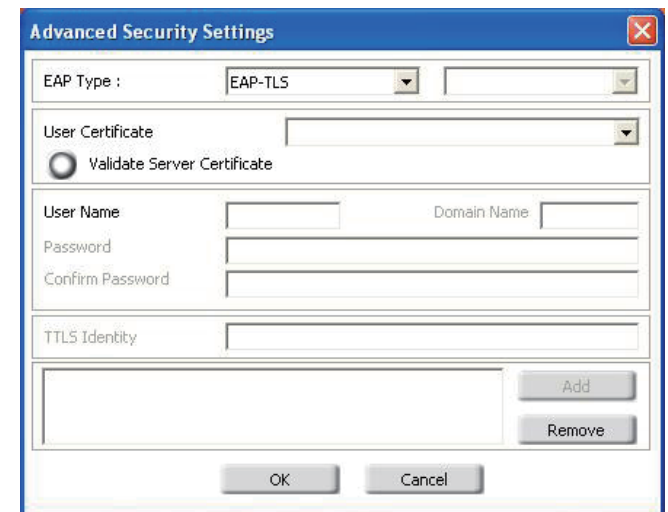 Advanced Security Settings
EAP Type : EAP-TLS
User Certificate
Validate Server Certificate
User Name Domain Name
Password
Confirm Password
TTLS Identity
Add
Remove
OK Cancel